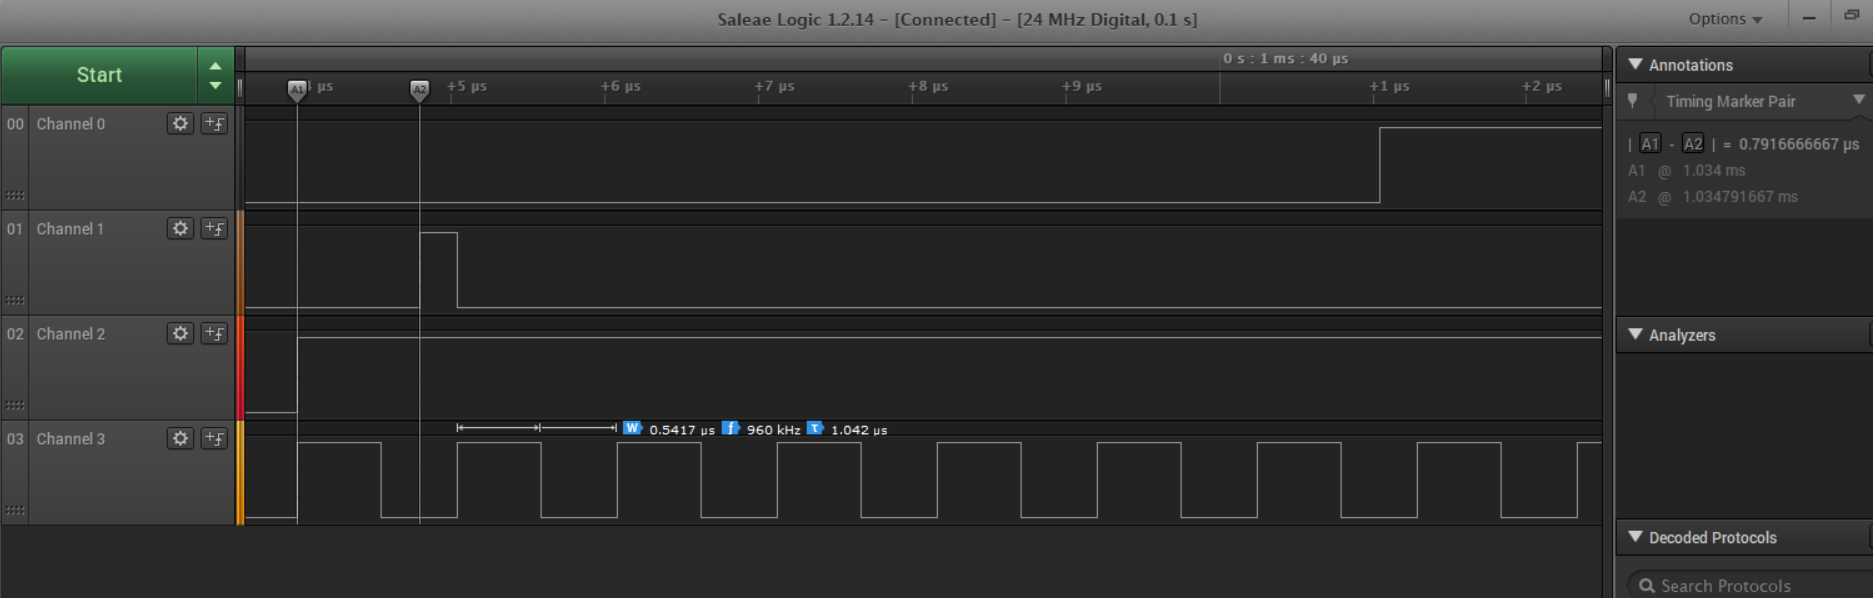 Saleae Logic 1.2.14 - [Connected] - [24 MHz Digital, 0.1 s]
Options
Start
0 s : 1 ms : 40 µs
A1 µs A2 +5 µs +6 µs +7 µs +8 µs +9 µs +1 µs +2 µs
00 Channel 0
01 Channel 1
02 Channel 2
03 Channel 3
W 0.5417 µs f 960 kHz τ 1.042 µs
Annotations
Timing Marker Pair
| A1 - A2 | = 0.7916666667 µs
A1 @ 1.034 ms
A2 @ 1.034791667 ms
Analyzers
Decoded Protocols
Search Protocols